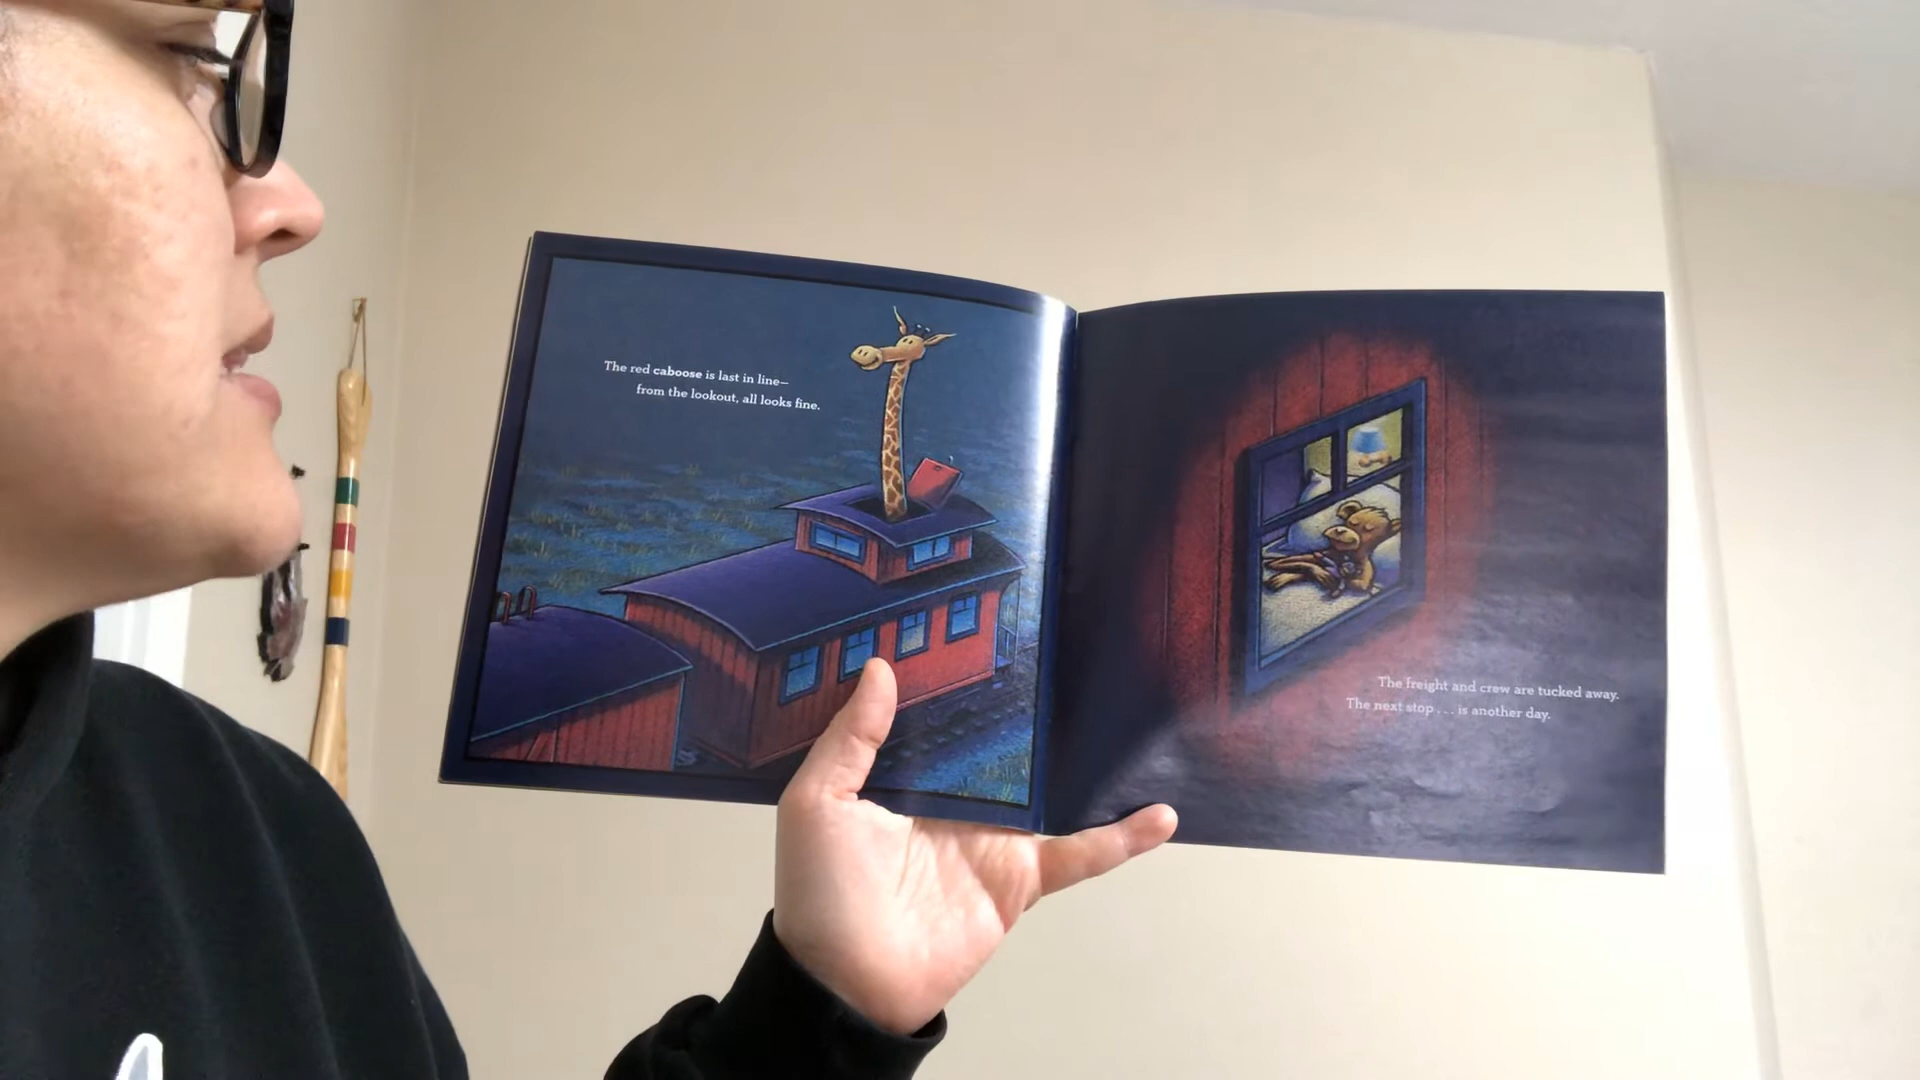 The red caboose is last in line—
from the lookout, all looks fine.
The freight and crew are tucked away.
The next stop . . . is another day.